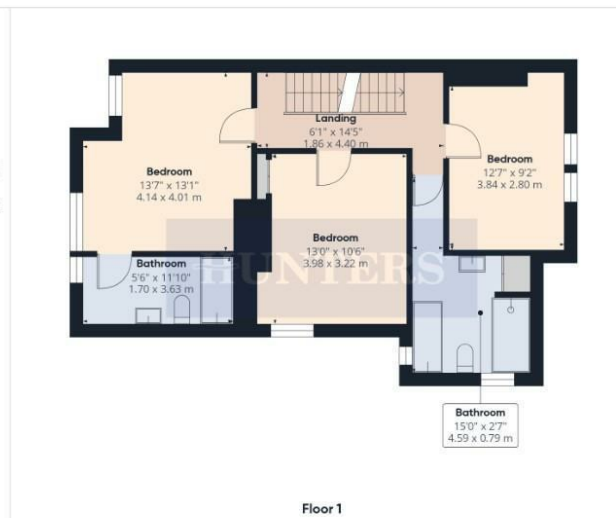 Landing
6'1" x 14'5"
1.86 x 4.40 m
Bedroom
13'7" x 13'1"
4.14 x 4.01 m
Bedroom
12'7" x 9'2"
3.84 x 2.80 m
Bedroom
13'0" x 10'6"
3.98 x 3.22 m
Bathroom
5'6" x 11'10"
1.70 x 3.63 m
HUNTERS
Bathroom
15'0" x 2'7"
4.59 x 0.79 m
Floor 1